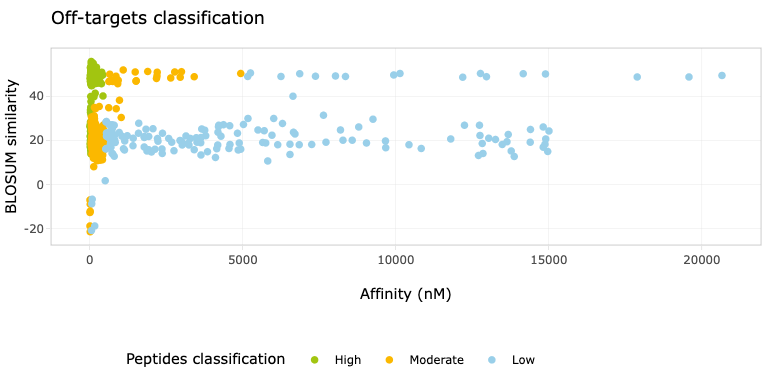 Off-targets classification
BLOSUM similarity
40
20
0
-20
0 5000 10000 15000 20000
Affinity (nM)
Peptides classification High Moderate Low